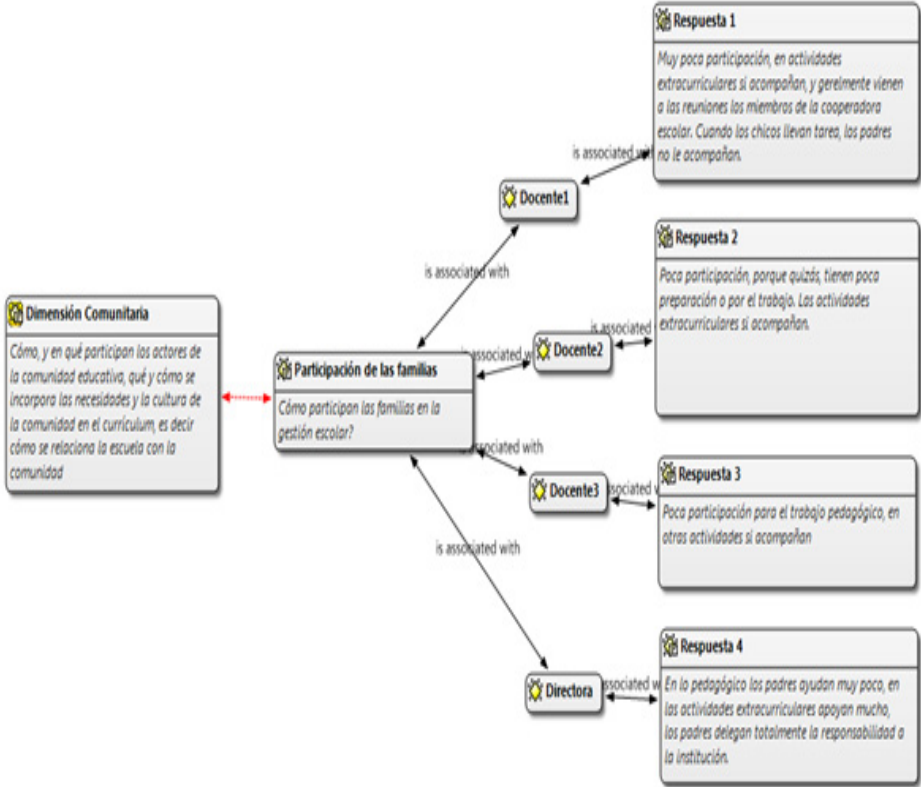 Dimensión Comunitaria
Cómo, y en qué participan los actores de
la comunidad educativa, qué y cómo se
incorpora las necesidades y la cultura de
la comunidad en el currículum, es decir
cómo se relaciona la escuela con la
comunidad
Participación de las familias
Cómo participan las familias en la
gestión escolar?
is associated with
Docente1
is associated with
Respuesta 1
Muy poca participación, en actividades
extracurriculares si acompañan, y gerelmente vienen
a las reuniones los miembros de la cooperadora
escolar. Cuando los chicos llevan tarea, los padres
no le acompañan.
associated
Docente2
is associated
Respuesta 2
Poca participación, porque quizás, tienen poca
preparación o por el trabajo. Las actividades
extracurriculares si acompañan.
associated with
Docente3
associated
Respuesta 3
Poca participación para el trabajo pedagógico, en
otras actividades si acompañan
is associated with
Directora
associated
Respuesta 4
En lo pedagógico los padres ayudan muy poco, en
las actividades extracurriculares apoyan mucho,
los padres delegan totalmente la responsabilidad a
la institución.